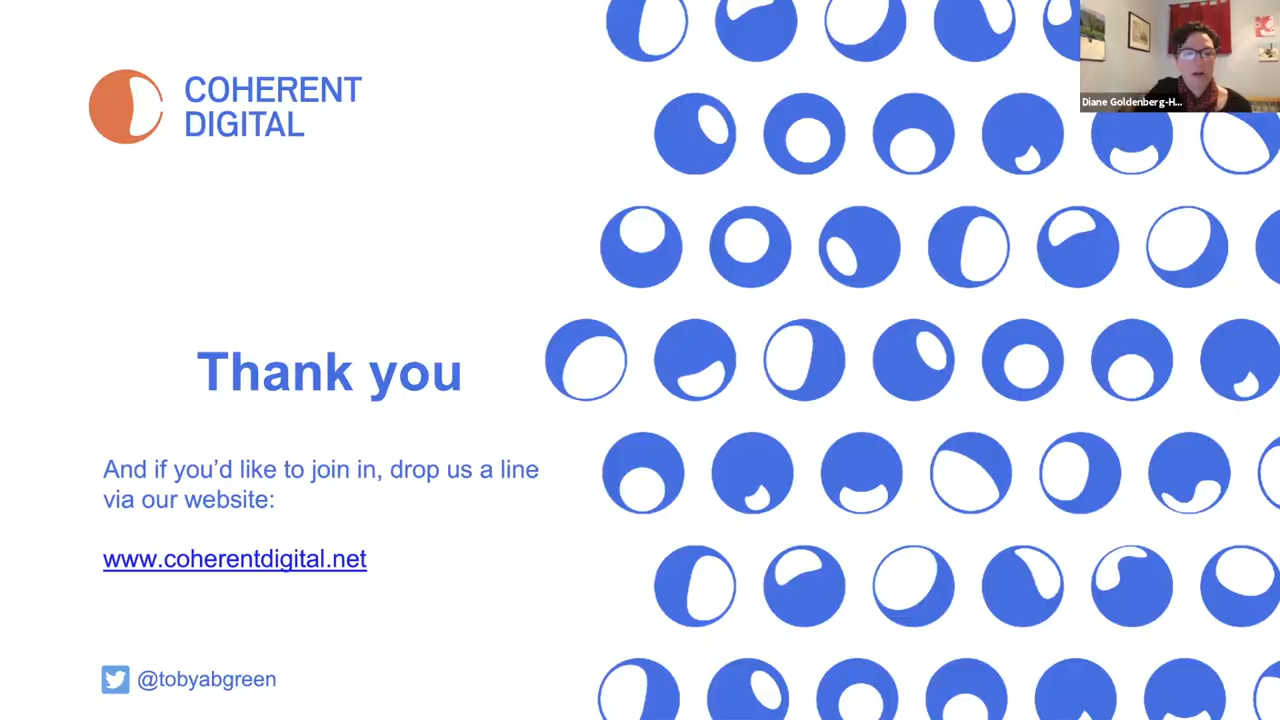 COHERENT
DIGITAL
Diane Goldenberg-H...
Thank you
And if you’d like to join in, drop us a line
via our website:
www.coherentdigital.net
@tobyabgreen